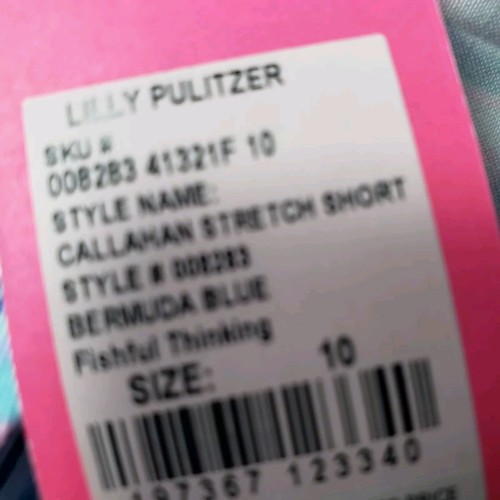 LILLY PULITZER
SKU #
008283 41321F 10
STYLE NAME:
CALLAHAN STRETCH SHORT
STYLE # 008283
BERMUDA BLUE
Fishful Thinking
SIZE: 10
197367 123340